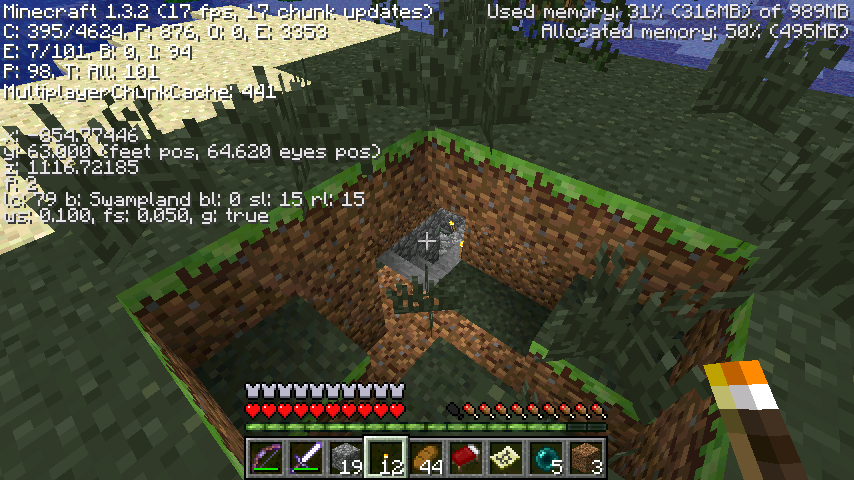 Minecraft 1.3.2 (17 fps, 17 chunk updates)
Used memory: 31% (316MB) of 989MB
C: 395/4624, F: 876, O: 0, E: 3353
Allocated memory: 50% (495MB)
E: 7/101, B: 0, I: 94
P: 98, T: All: 101
MultiplayerChunkCache: 441
x: -854.77446
y: 63.000 (feet pos, 64.620 eyes pos)
z: 1116.72185
f: 2
lc: 79 b: Swampland bl: 0 sl: 15 rl: 15
ws: 0.100, fs: 0.050, g: true
19 12 44 5 3